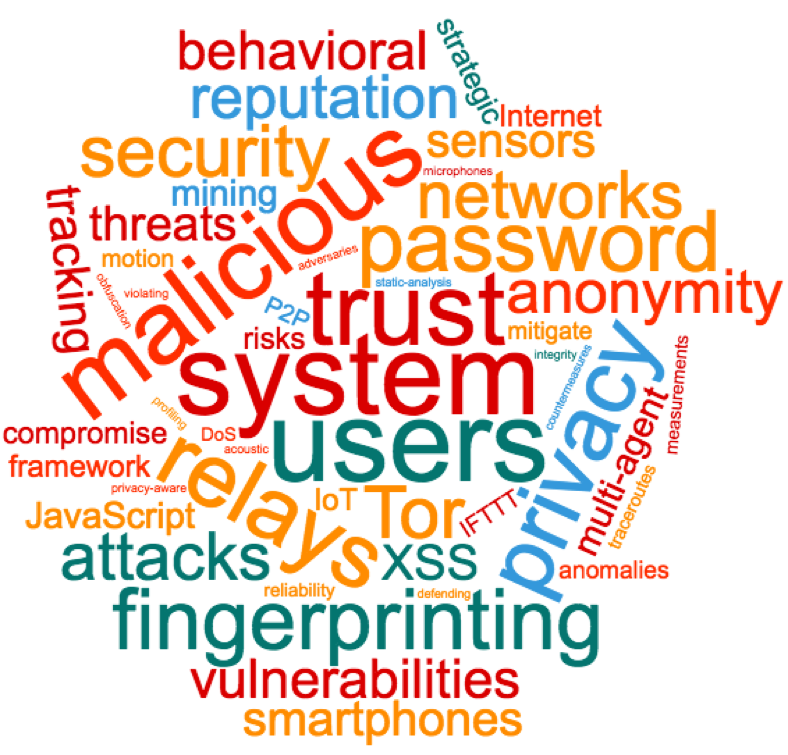 behavioral
strategic
reputation
Internet
security
sensors
malicious
microphones
mining
networks
tracking
threats
password
motion
adversaries
obfuscation
violating
static-analysis
trust
anonymity
P2P
risks
mitigate
system
integrity
privacy
countermeasures
measurements
profiling
compromise
DoS
users
multi-agent
acoustic
framework
relays
privacy-aware
IoT
Tor
IFTTT
traceroutes
JavaScript
attacks
XSS
anomalies
reliability
defending
fingerprinting
vulnerabilities
smartphones